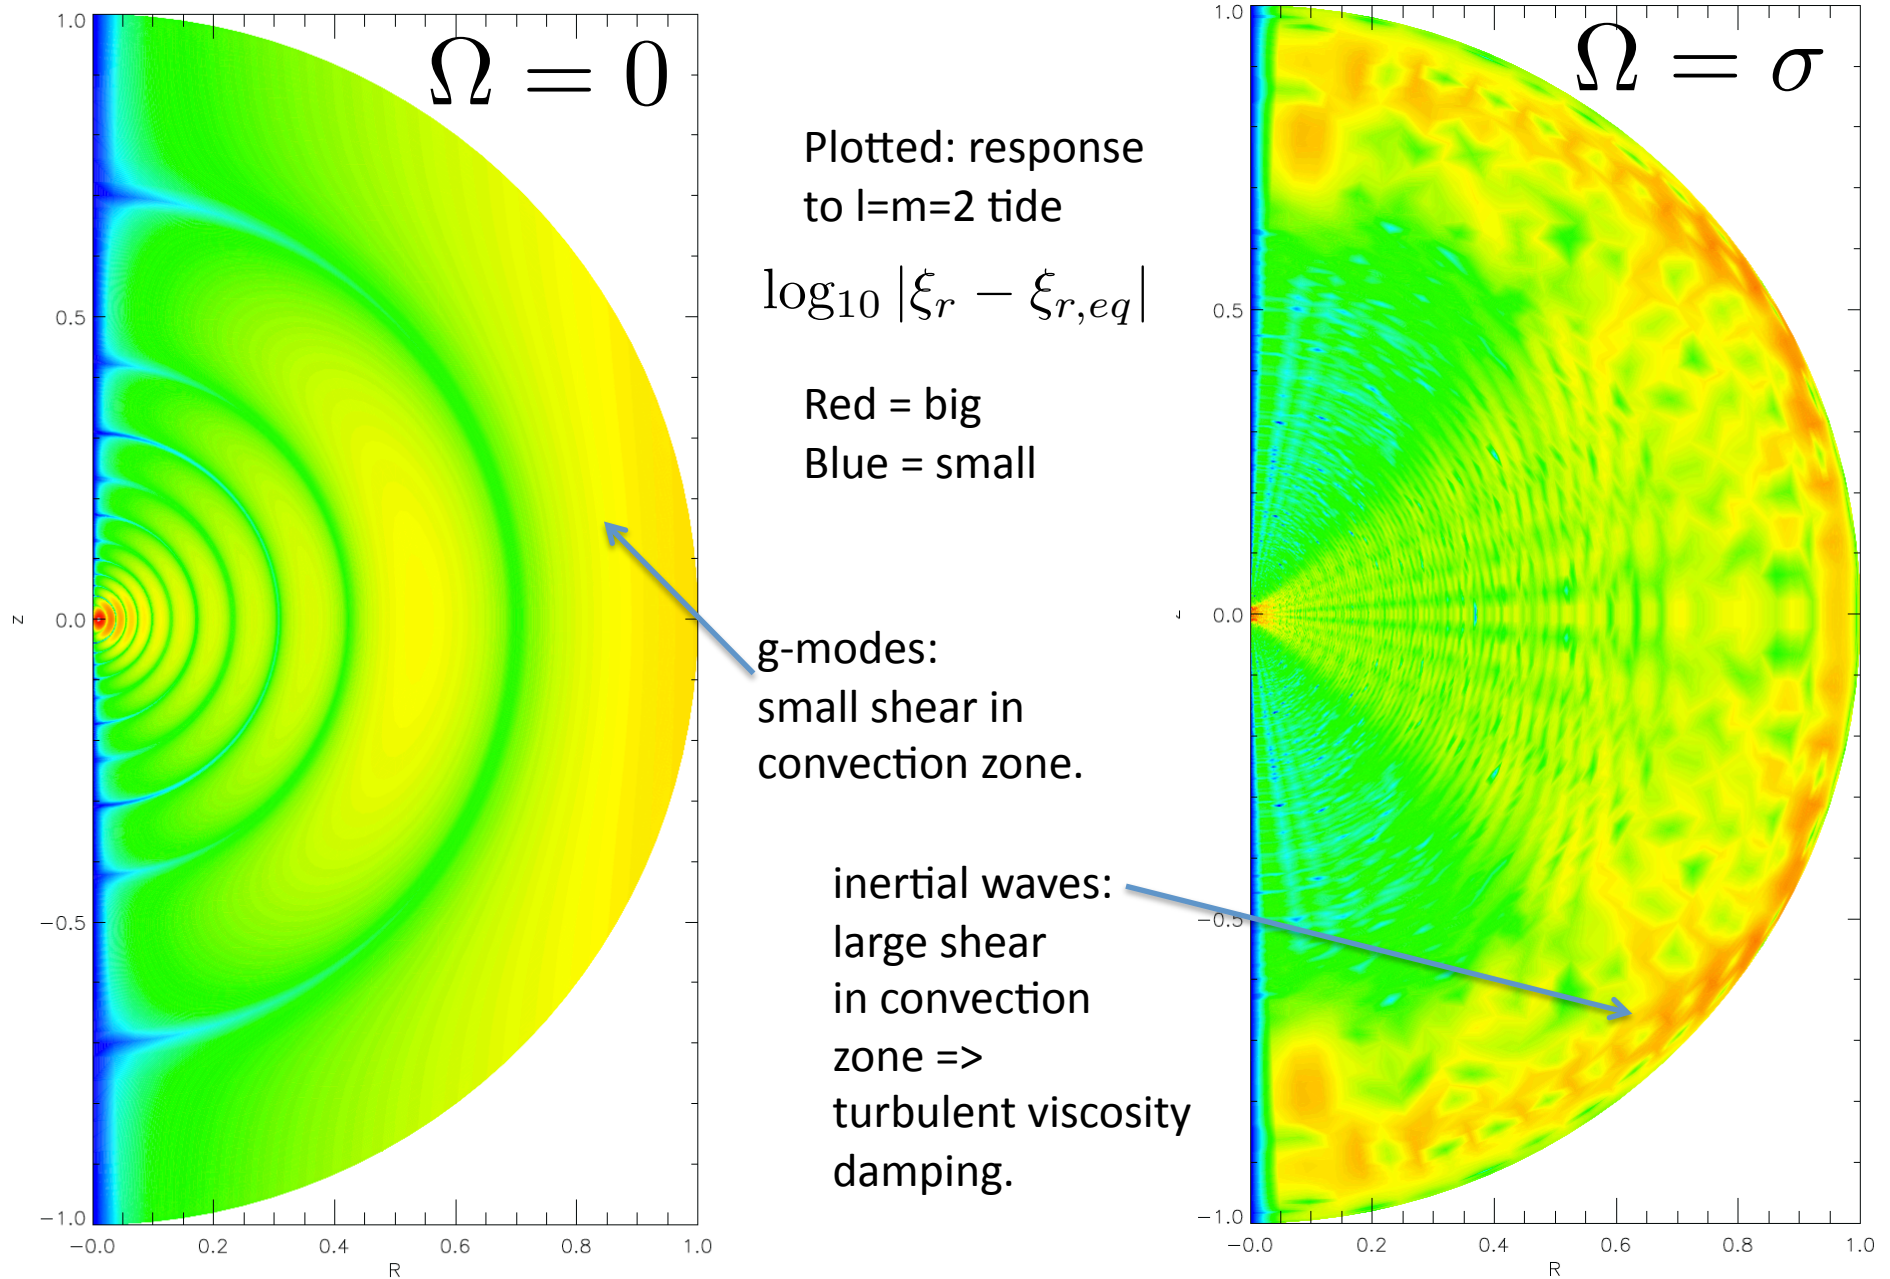 Ω = 0
Ω = σ
Plotted: response
to l=m=2 tide
log₁₀ |ξᵣ − ξᵣ,ₑq|
Red = big
Blue = small
g-modes:
small shear in
convection zone.
inertial waves:
large shear
in convection
zone =>
turbulent viscosity
damping.
1.0
0.5
0.0
−0.5
−1.0
z
−0.0 0.2 0.4 0.6 0.8 1.0
R
1.0
0.5
0.0
−0.5
−1.0
−0.0 0.2 0.4 0.6 0.8 1.0
R